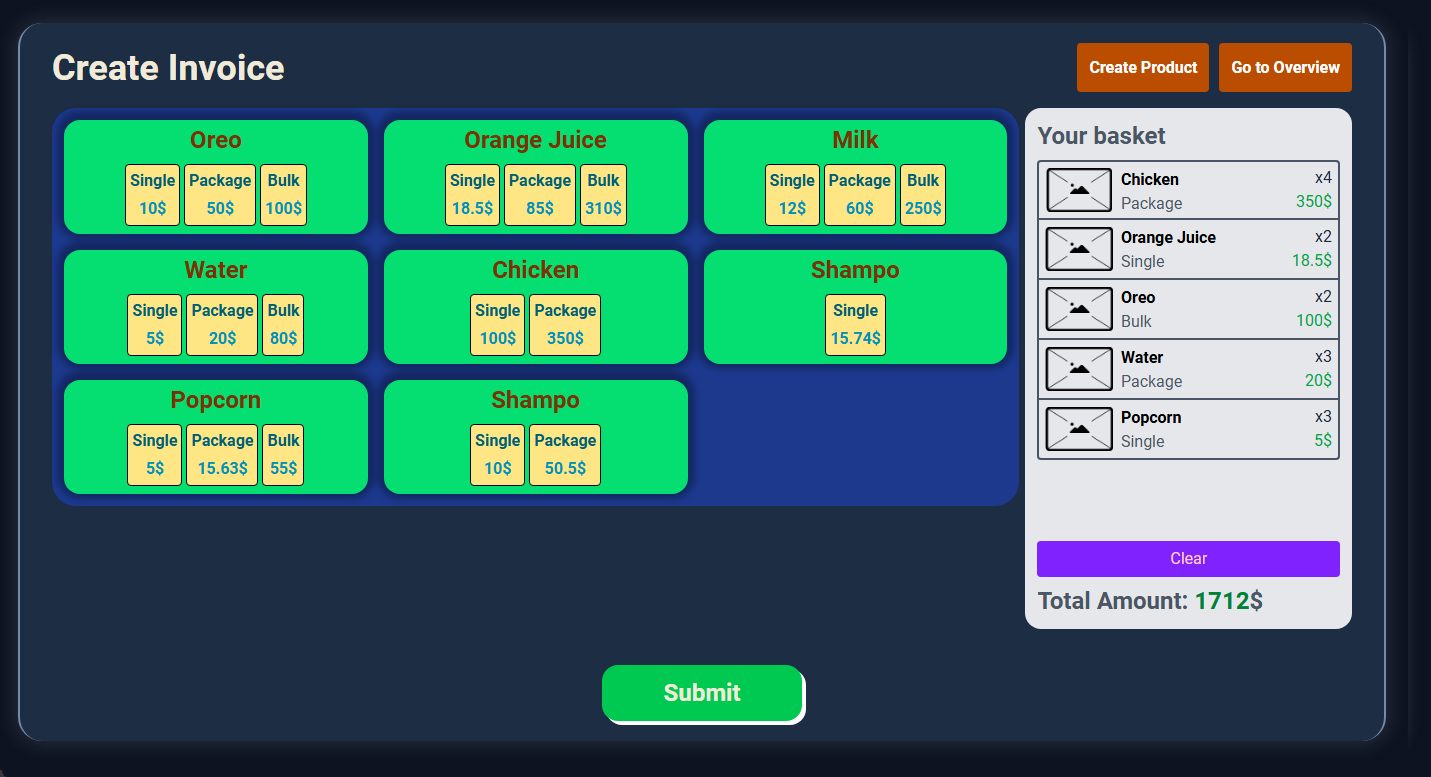 Create Invoice
Create Product
Go to Overview
Oreo
Single Package Bulk
10$ 50$ 100$
Orange Juice
Single Package Bulk
18.5$ 85$ 310$
Milk
Single Package Bulk
12$ 60$ 250$
Water
Single Package Bulk
5$ 20$ 80$
Chicken
Single Package
100$ 350$
Shampo
Single
15.74$
Popcorn
Single Package Bulk
5$ 15.63$ 55$
Shampo
Single Package
10$ 50.5$
Your basket
Chicken x4
Package 350$
Orange Juice x2
Single 18.5$
Oreo x2
Bulk 100$
Water x3
Package 20$
Popcorn x3
Single 5$
Clear
Total Amount: 1712$
Submit